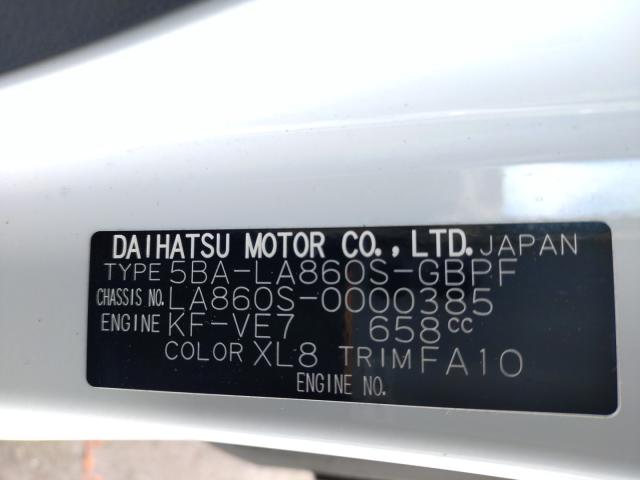 DAIHATSU MOTOR CO., LTD. JAPAN
TYPE 5BA-LA860S-GBPF
CHASSIS NO. LA860S-0000385
ENGINE KF-VE7 658cc
COLOR XL8 TRIM FA10
ENGINE NO.